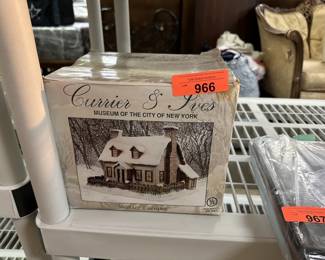 966
Currier & Ives
MUSEUM OF THE CITY OF NEW YORK
967